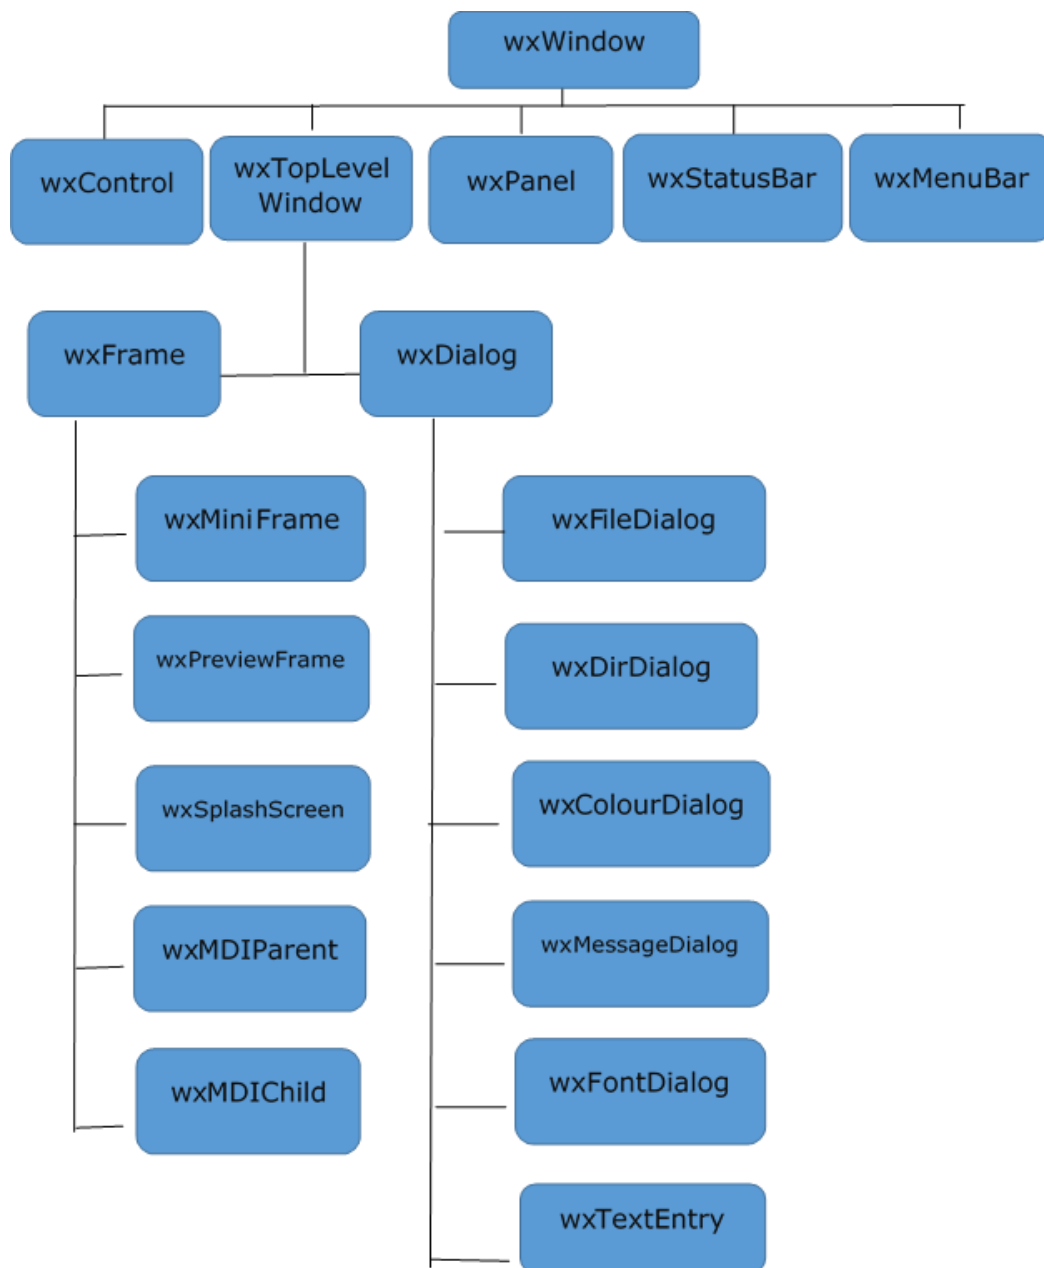 wxWindow
wxControl
wxTopLevel
Window
wxPanel
wxStatusBar
wxMenuBar
wxFrame
wxDialog
wxMiniFrame
wxPreviewFrame
wxSplashScreen
wxMDIParent
wxMDIChild
wxFileDialog
wxDirDialog
wxColourDialog
wxMessageDialog
wxFontDialog
wxTextEntry